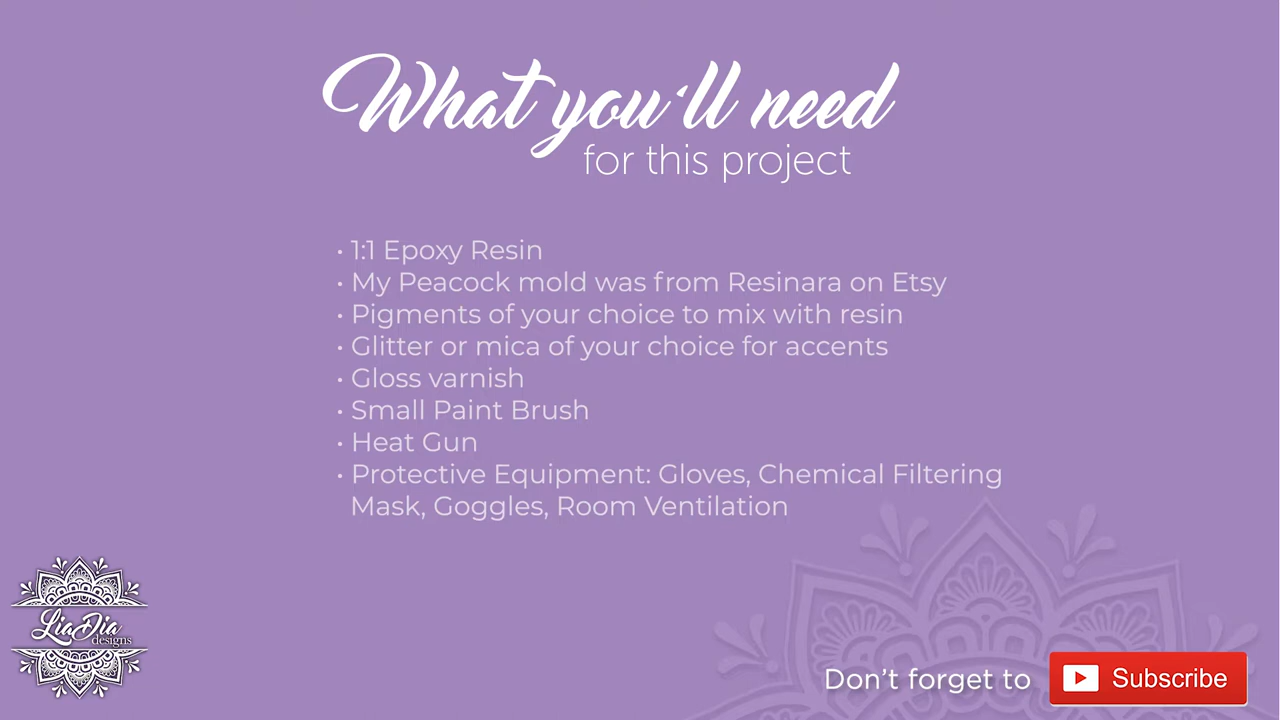 What you'll need
for this project
• 1:1 Epoxy Resin
• My Peacock mold was from Resinara on Etsy
• Pigments of your choice to mix with resin
• Glitter or mica of your choice for accents
• Gloss varnish
• Small Paint Brush
• Heat Gun
• Protective Equipment: Gloves, Chemical Filtering
Mask, Goggles, Room Ventilation
LiaDia
designs
Don't forget to
Subscribe